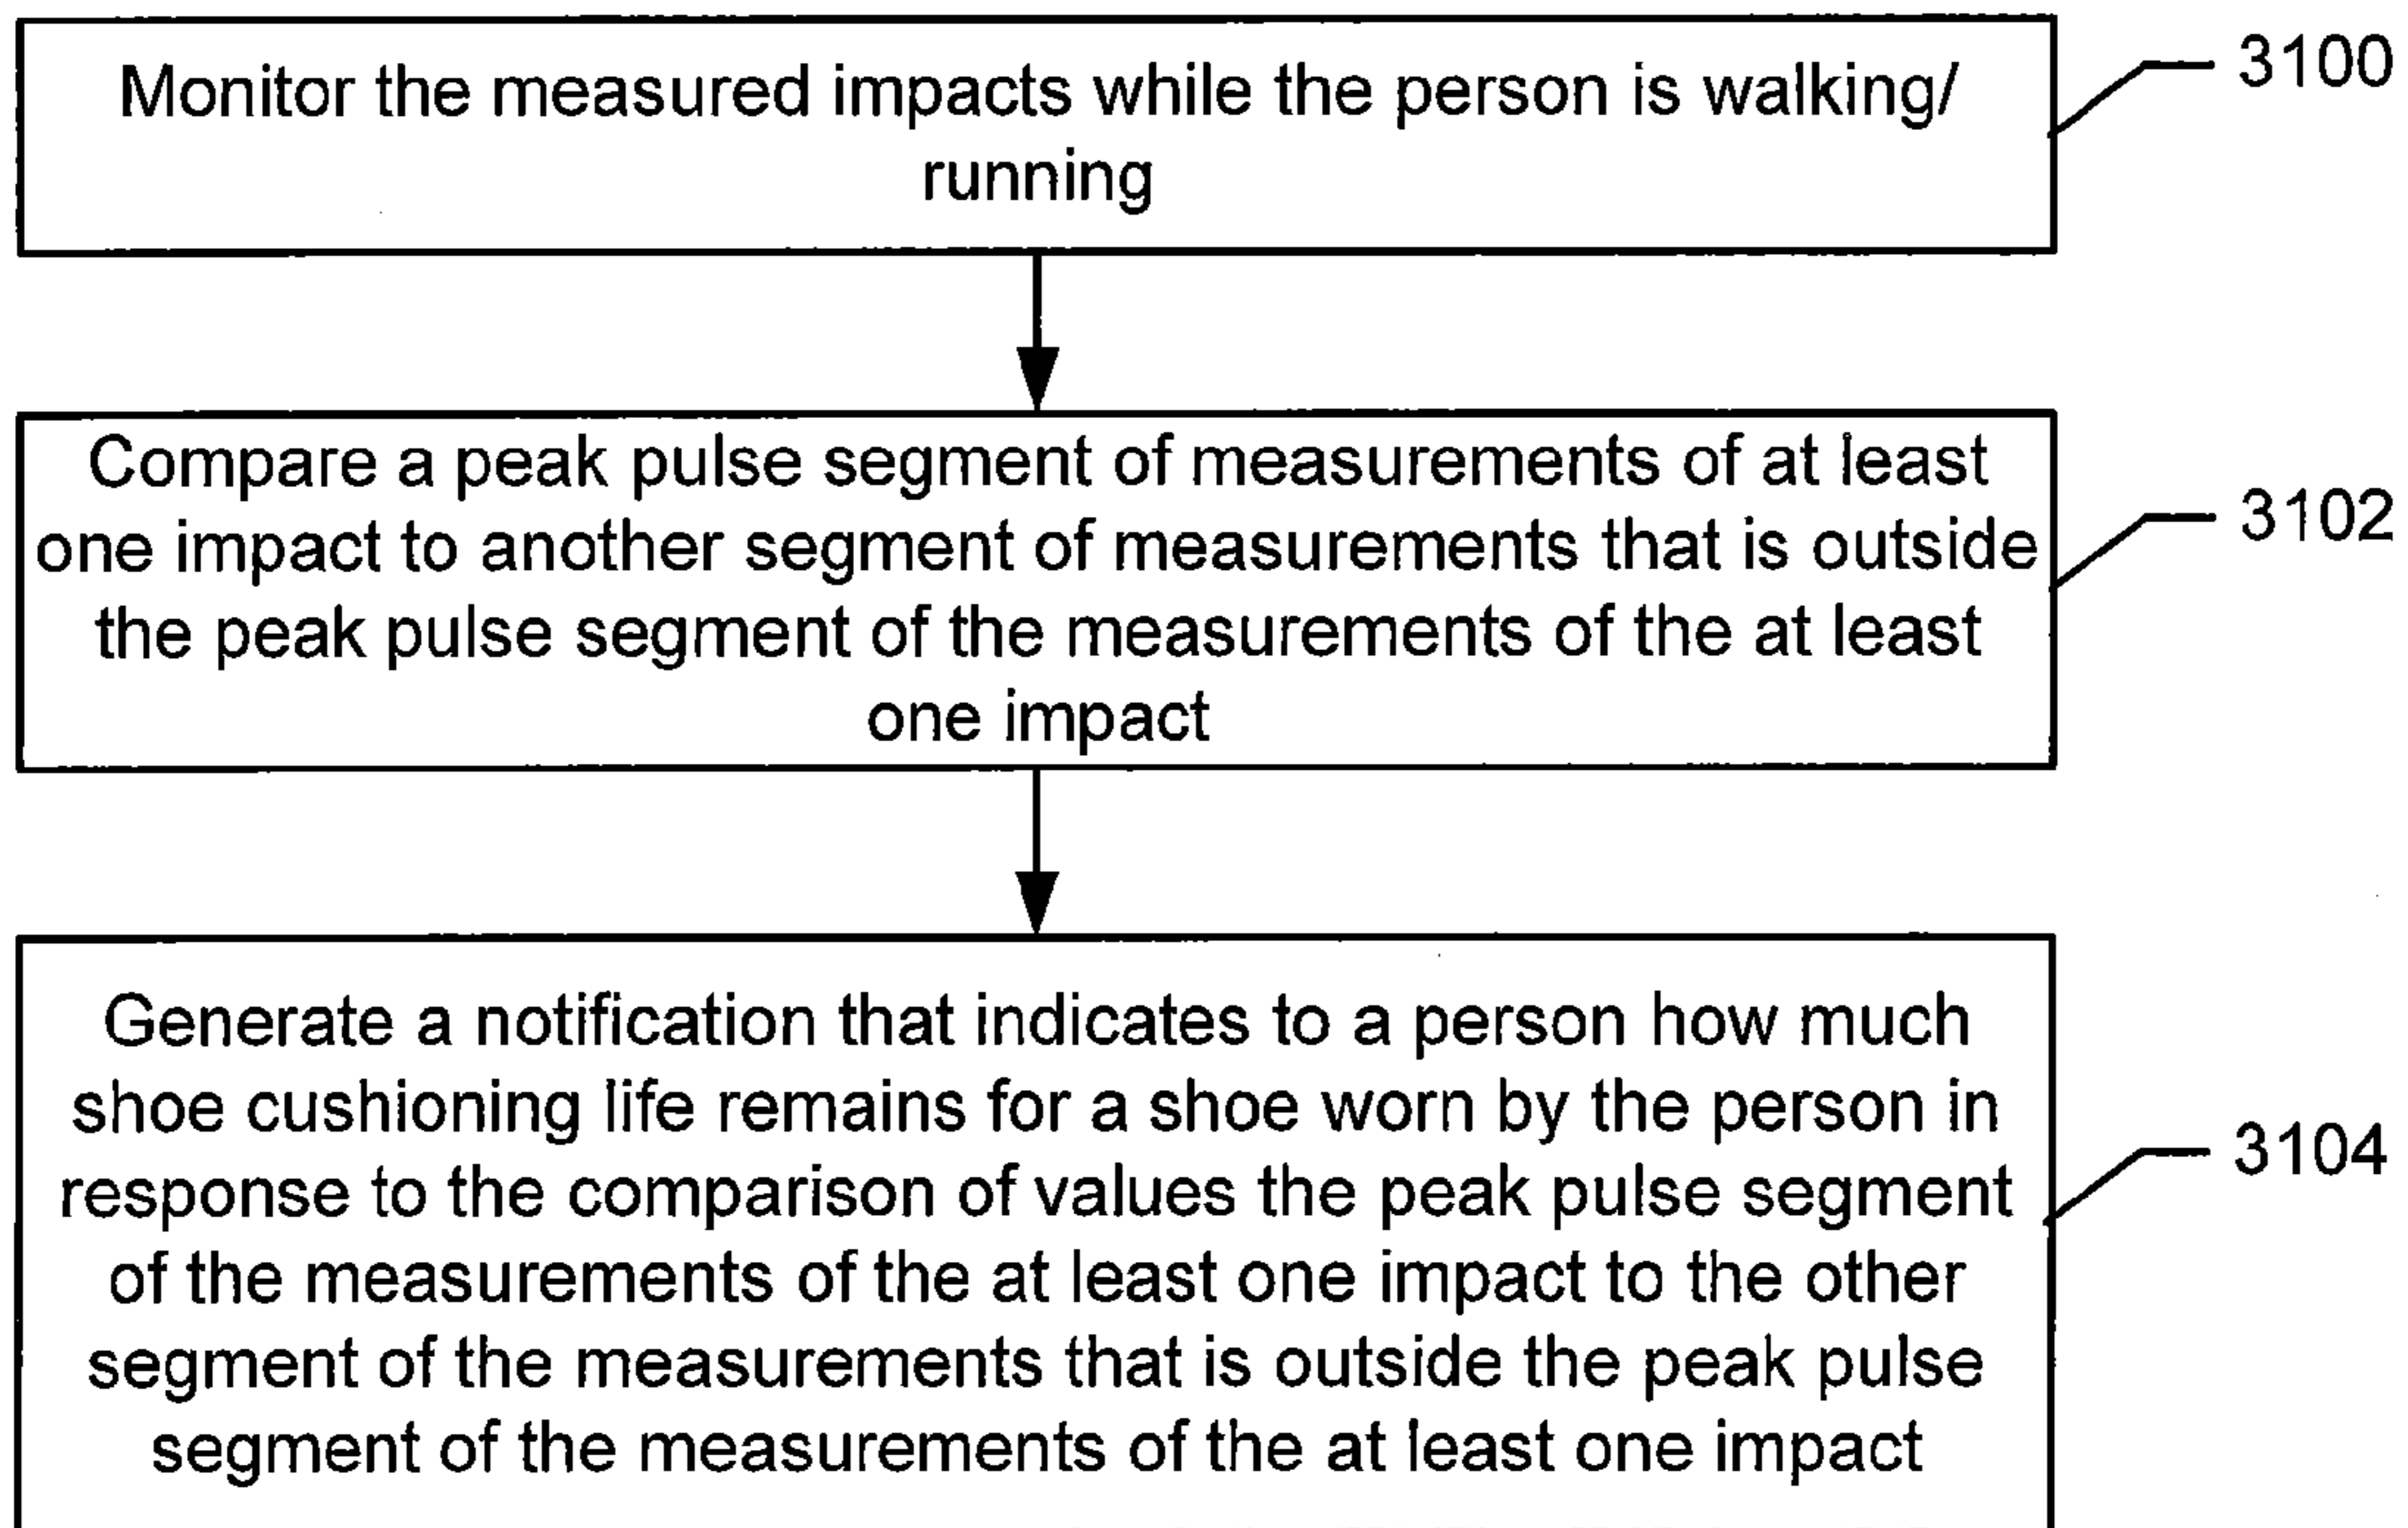 Monitor the measured impacts while the person is walking/
running
3100
Compare a peak pulse segment of measurements of at least
one impact to another segment of measurements that is outside
the peak pulse segment of the measurements of the at least
one impact
3102
Generate a notification that indicates to a person how much
shoe cushioning life remains for a shoe worn by the person in
response to the comparison of values the peak pulse segment
of the measurements of the at least one impact to the other
segment of the measurements that is outside the peak pulse
segment of the measurements of the at least one impact
3104